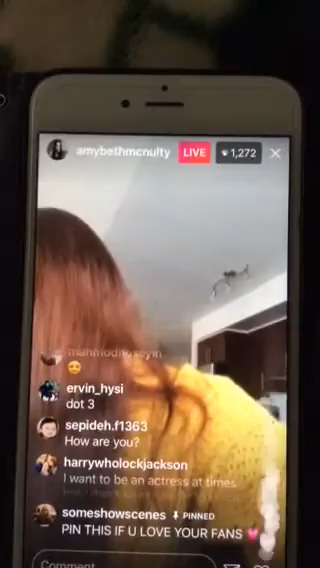 amybethmcnulty LIVE 1,272
mahmodhosseyin
😍
ervin_hysi
dot 3
sepideh.f1363
How are you?
harrywholockjackson
I want to be an actress at times
someshowscenes PINNED
PIN THIS IF U LOVE YOUR FANS 💗
Comment